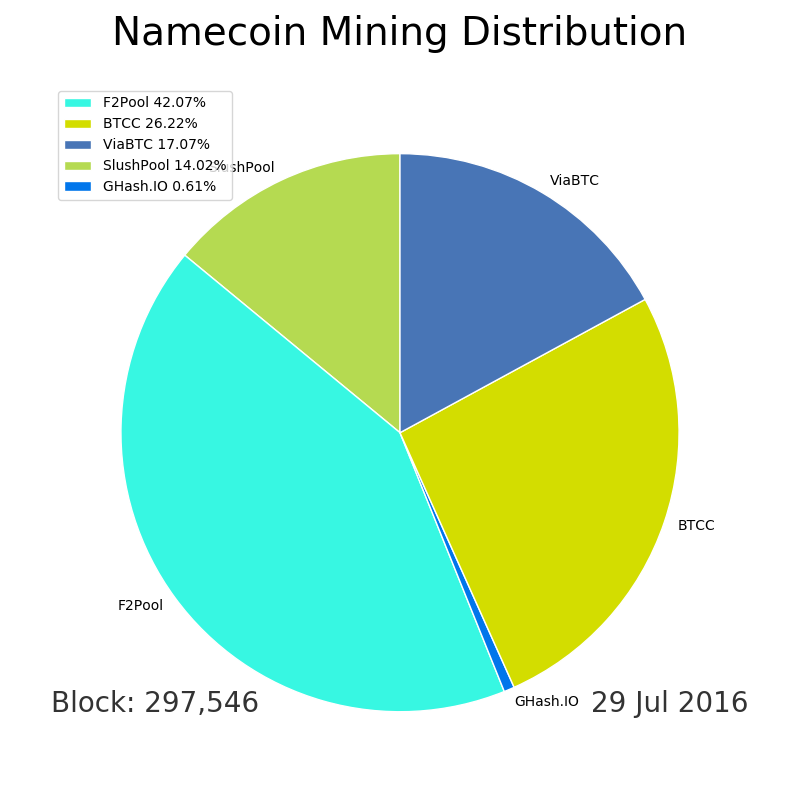 Namecoin Mining Distribution
F2Pool 42.07%
BTCC 26.22%
ViaBTC 17.07%
SlushPool 14.02%
GHash.IO 0.61%
SlushPool
ViaBTC
BTCC
F2Pool
GHash.IO
Block: 297,546
29 Jul 2016